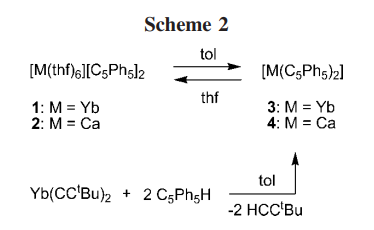 Scheme 2
tol
[M(thf)₆][C₅Ph₅]₂
[M(C₅Ph₅)₂]
thf
1: M = Yb
3: M = Yb
2: M = Ca
4: M = Ca
tol
Yb(CCᵗBu)₂ + 2 C₅Ph₅H
-2 HCCᵗBu